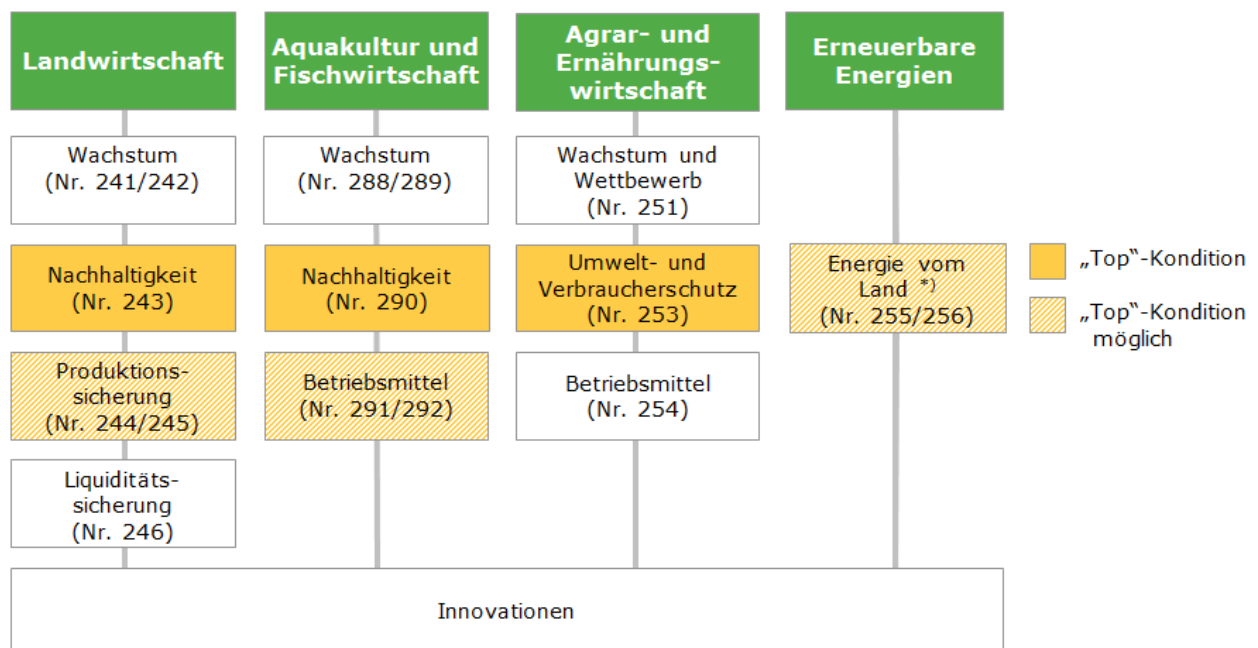 Landwirtschaft
Aquakultur und
Fischwirtschaft
Agrar- und
Ernährungs-
wirtschaft
Erneuerbare
Energien
Wachstum
(Nr. 241/242)
Wachstum
(Nr. 288/289)
Wachstum und
Wettbewerb
(Nr. 251)
Nachhaltigkeit
(Nr. 243)
Nachhaltigkeit
(Nr. 290)
Umwelt- und
Verbraucherschutz
(Nr. 253)
Energie vom
Land *)
(Nr. 255/256)
„Top“-Kondition
„Top“-Kondition
möglich
Produktions-
sicherung
(Nr. 244/245)
Betriebsmittel
(Nr. 291/292)
Betriebsmittel
(Nr. 254)
Liquiditäts-
sicherung
(Nr. 246)
Innovationen